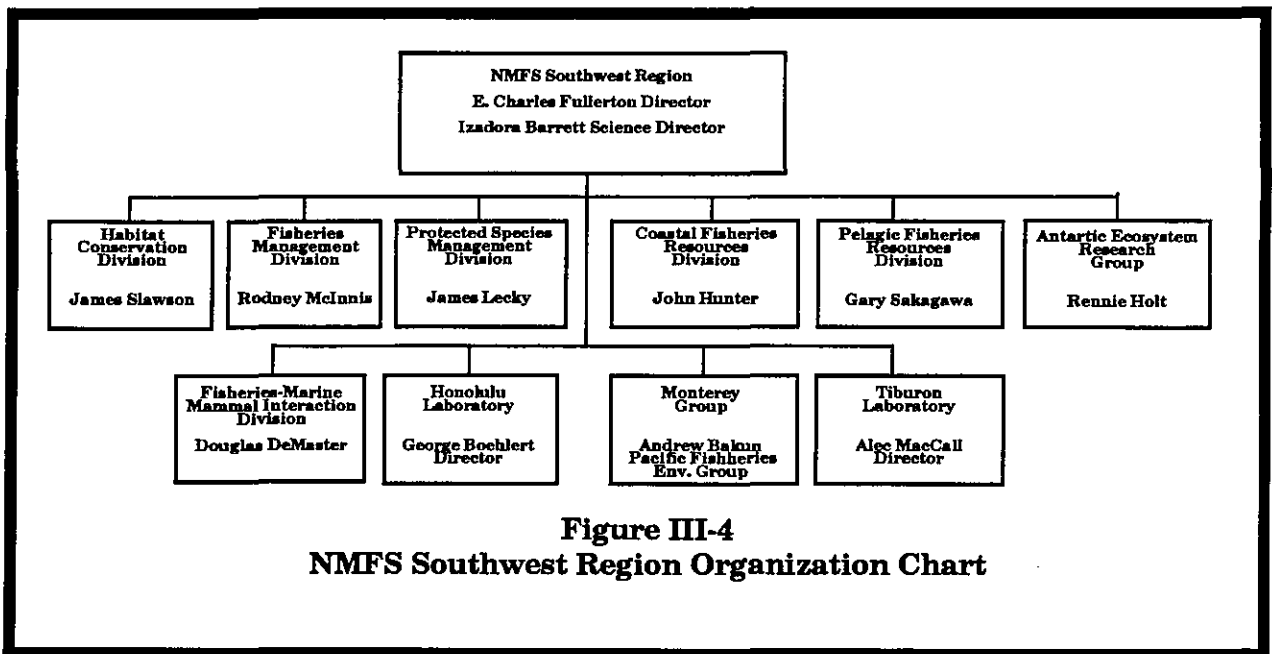 NMFS Southwest Region
E. Charles Fullerton Director
Izadora Barrett Science Director
Habitat
Conservation
Division
James Slawson
Fisheries
Management
Division
Rodney McInnis
Protected Species
Management
Division
James Lecky
Coastal Fisheries
Resources
Division
John Hunter
Pelagic Fisheries
Resources
Division
Gary Sakagawa
Antartic Ecosystem
Research
Group
Rennie Holt
Fisheries-Marine
Mammal Interaction
Division
Douglas DeMaster
Honolulu
Laboratory
George Boehlert
Director
Monterey
Group
Andrew Bakun
Pacific Fishheries
Env. Group
Tiburon
Laboratory
Alec MacCall
Director
Figure III-4
NMFS Southwest Region Organization Chart